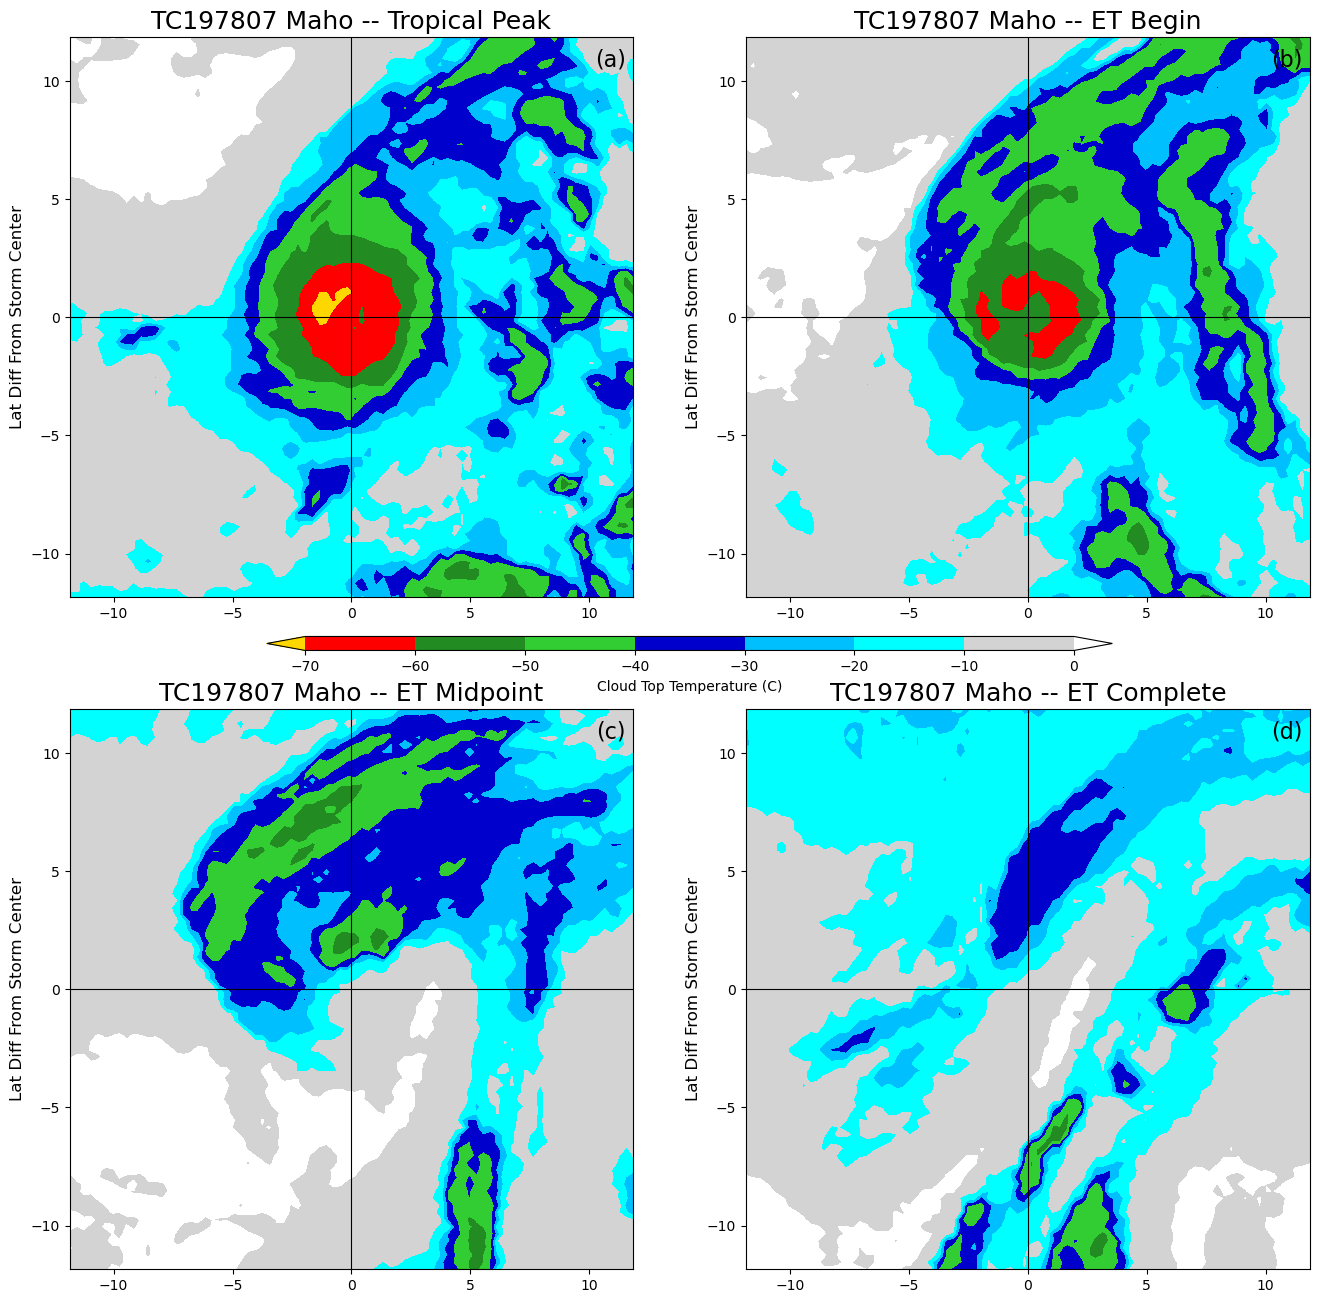 TC197807 Maho -- Tropical Peak
TC197807 Maho -- ET Begin
(a)
(b)
10
5
0
−5
−10
Lat Diff From Storm Center
−10 −5 0 5 10
10
5
0
−5
−10
Lat Diff From Storm Center
−10 −5 0 5 10
−70 −60 −50 −40 −30 −20 −10 0
Cloud Top Temperature (C)
TC197807 Maho -- ET Midpoint
TC197807 Maho -- ET Complete
(c)
(d)
10
5
0
−5
−10
Lat Diff From Storm Center
−10 −5 0 5 10
10
5
0
−5
−10
Lat Diff From Storm Center
−10 −5 0 5 10